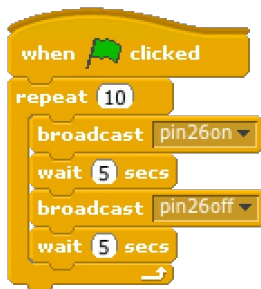 when clicked
repeat 10
broadcast pin26on
wait 5 secs
broadcast pin26off
wait 5 secs